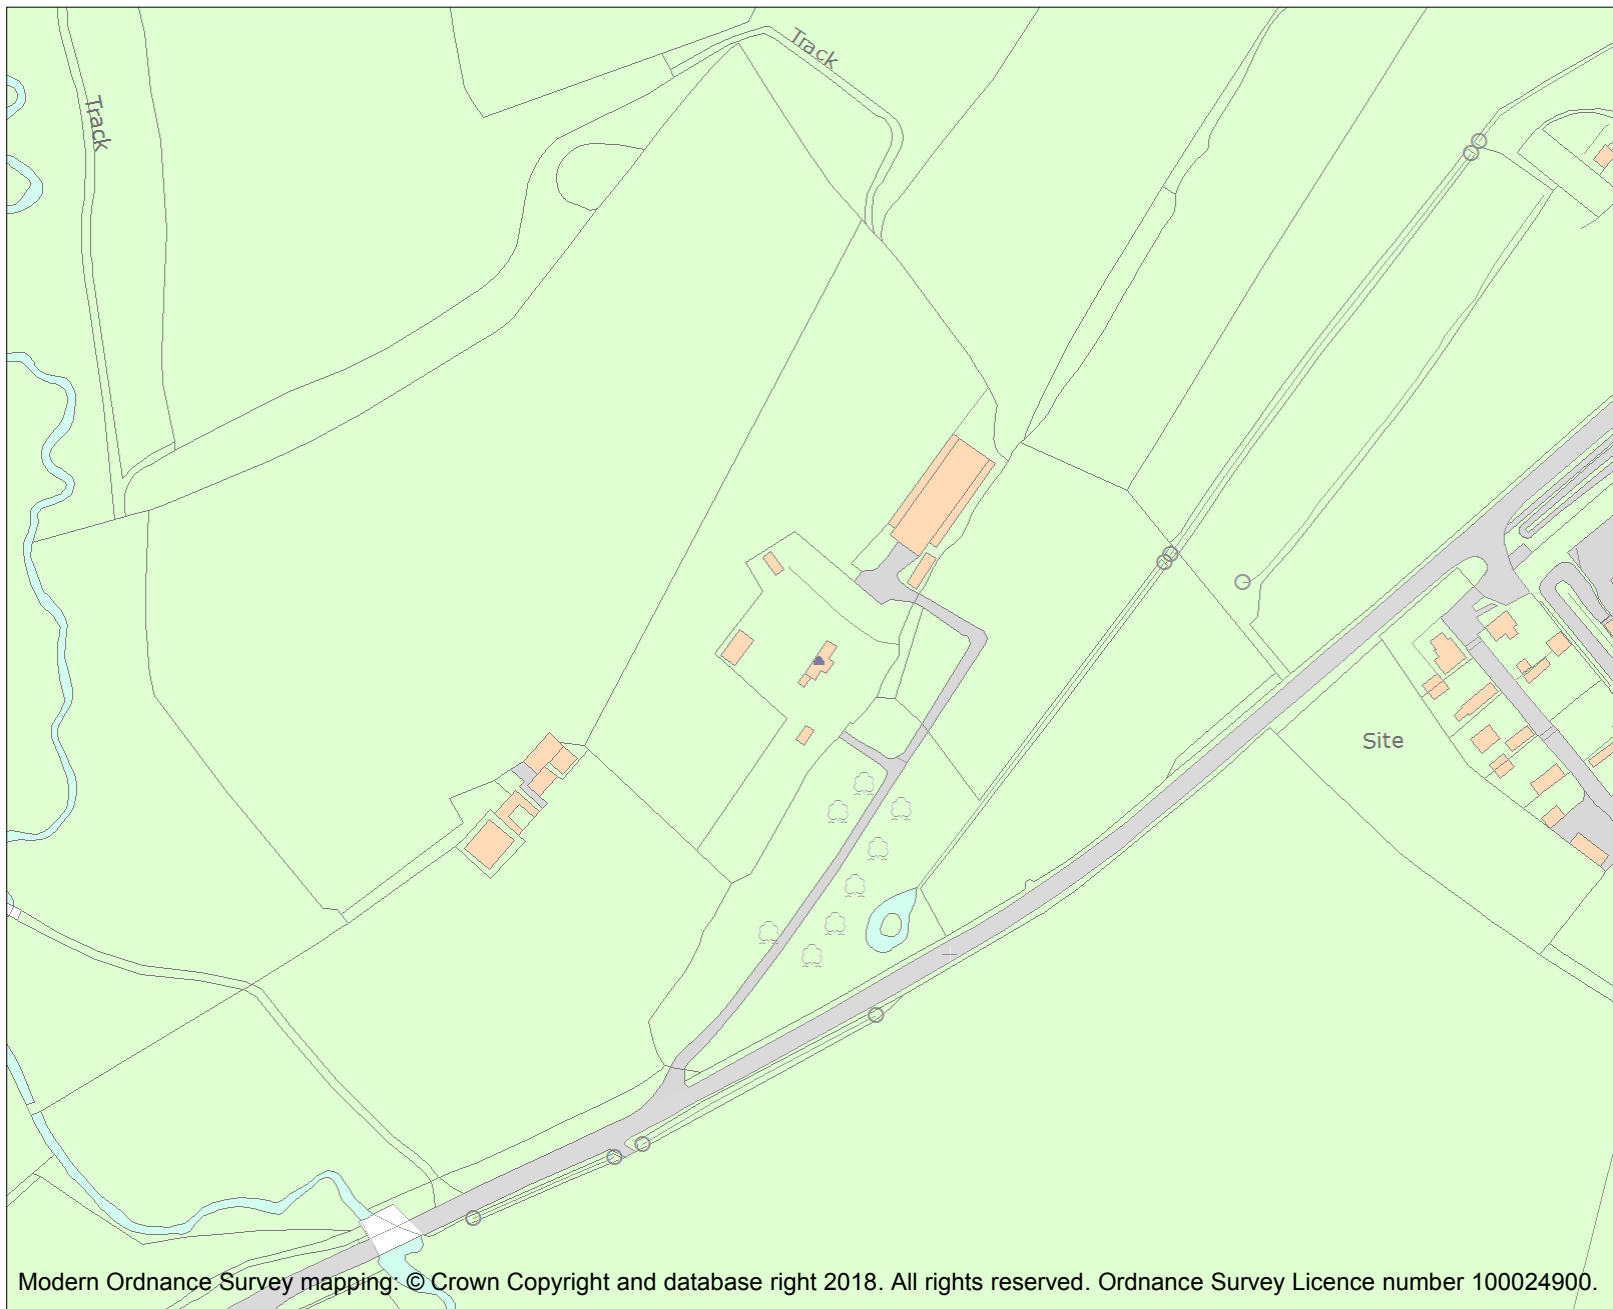 Track
Track
Site
Modern Ordnance Survey mapping: © Crown Copyright and database right 2018. All rights reserved. Ordnance Survey Licence number 100024900.